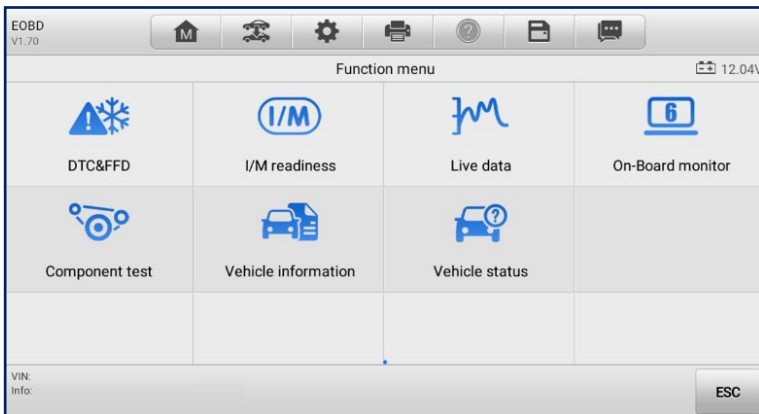 EOBD
V1.70
M
Function menu
12.04V
DTC&FFD
I/M
I/M readiness
Live data
6
On-Board monitor
Component test
Vehicle information
Vehicle status
VIN:
Info:
ESC